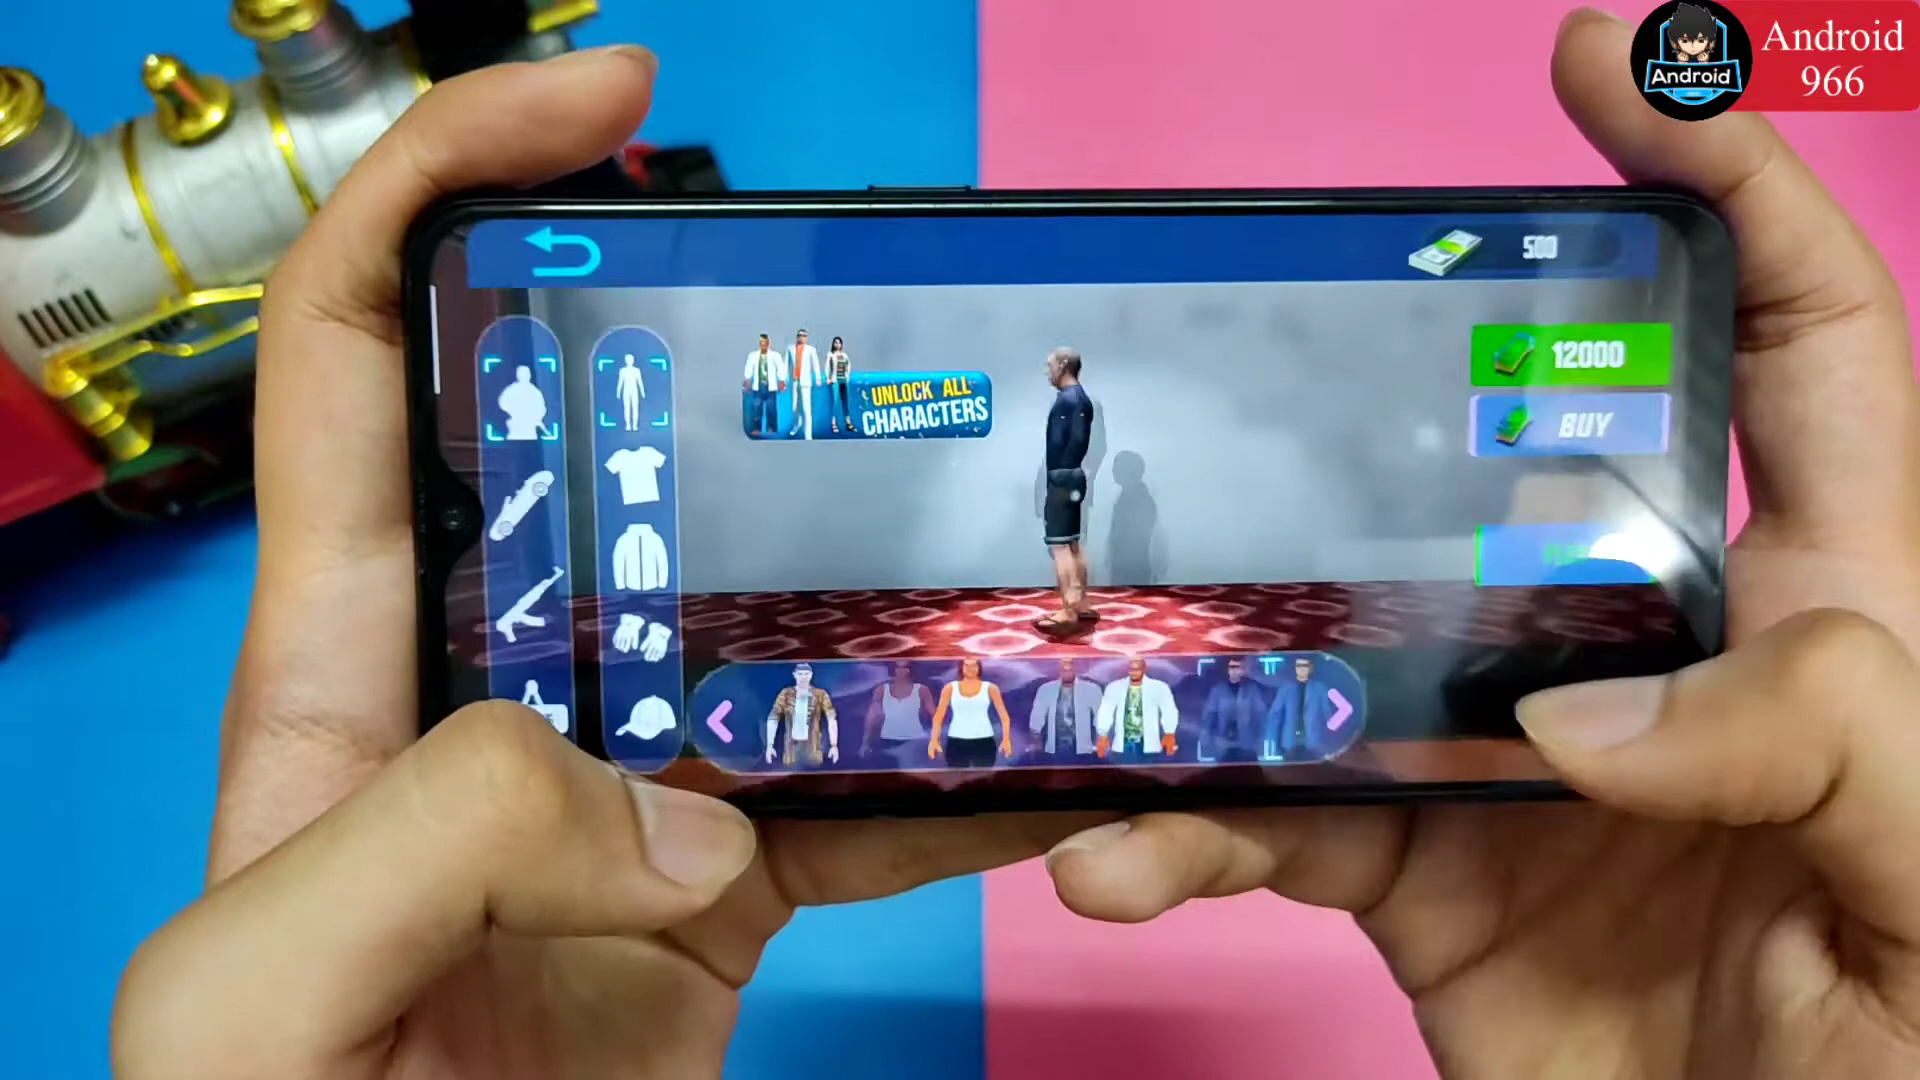 Android
Android
966
500
UNLOCK ALL
CHARACTERS
12000
BUY